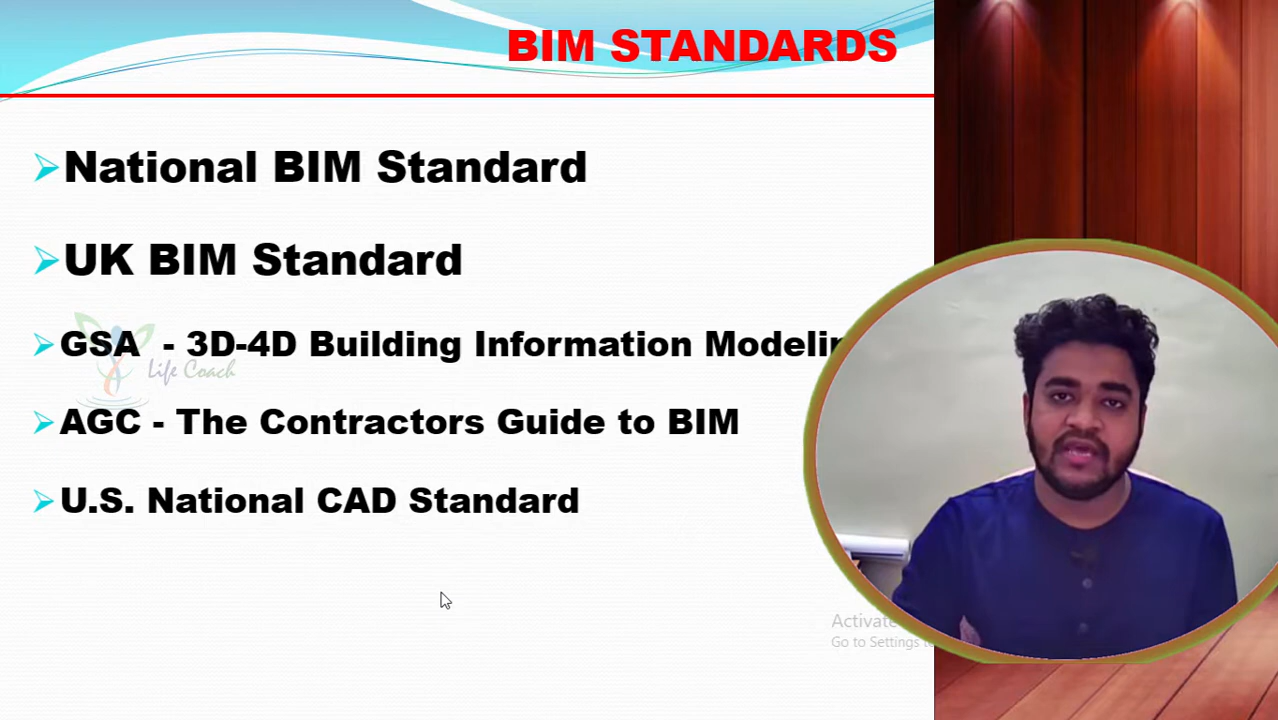 BIM STANDARDS
National BIM Standard
UK BIM Standard
GSA - 3D-4D Building Information
Life Coach
AGC - The Contractors Guide to BIM
U.S. National CAD Standard
Activate
Go to Settings